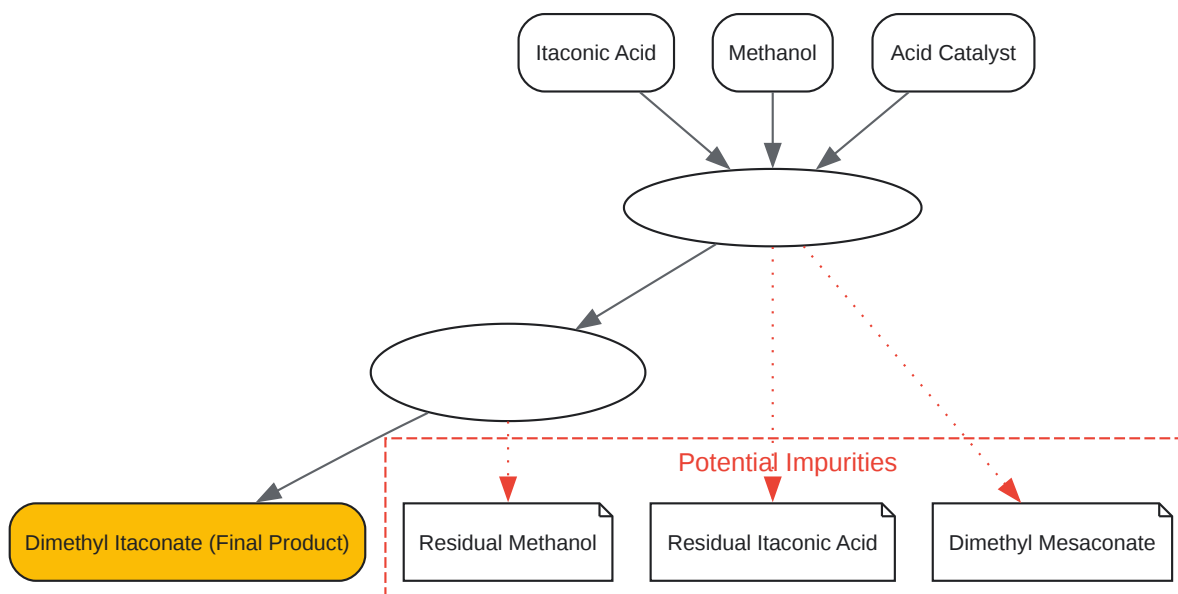 Itaconic Acid
Methanol
Acid Catalyst
Potential Impurities
Dimethyl Itaconate (Final Product)
Residual Methanol
Residual Itaconic Acid
Dimethyl Mesaconate